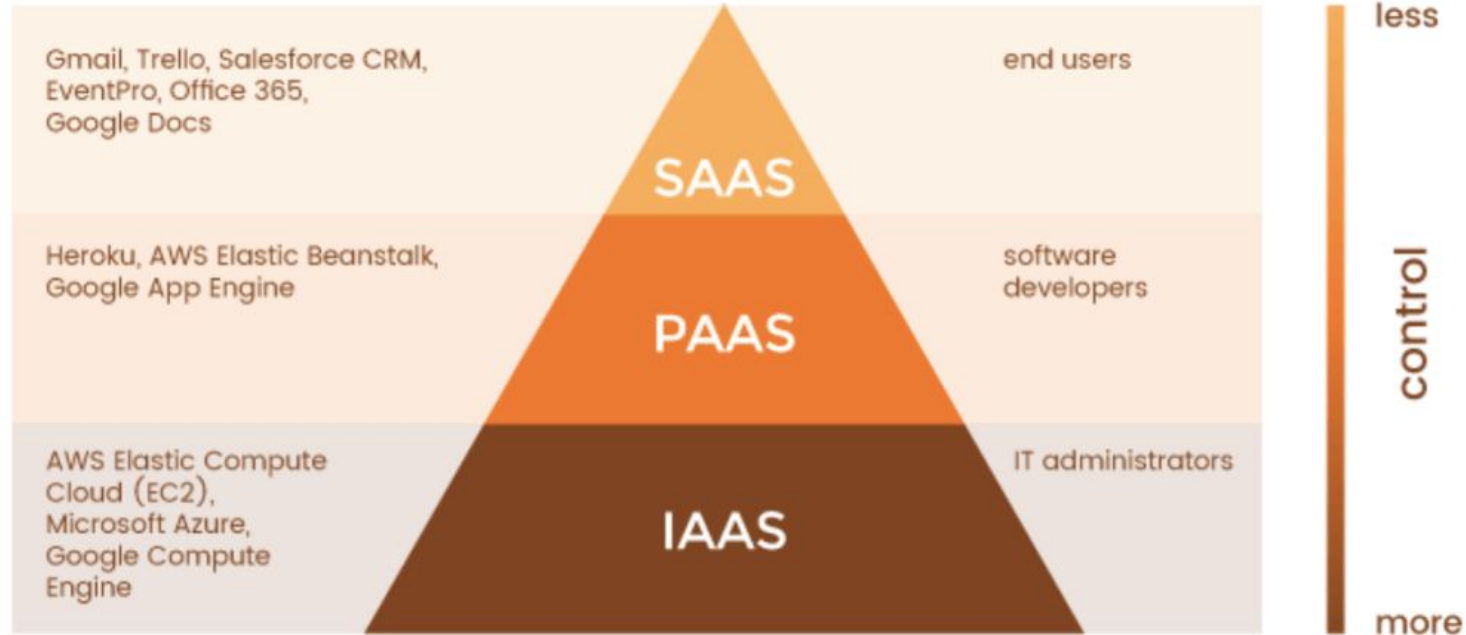 Gmail, Trello, Salesforce CRM,
EventPro, Office 365,
Google Docs
SAAS
end users
Heroku, AWS Elastic Beanstalk,
Google App Engine
PAAS
software
developers
AWS Elastic Compute
Cloud (EC2),
Microsoft Azure,
Google Compute
Engine
IAAS
IT administrators
less
control
more